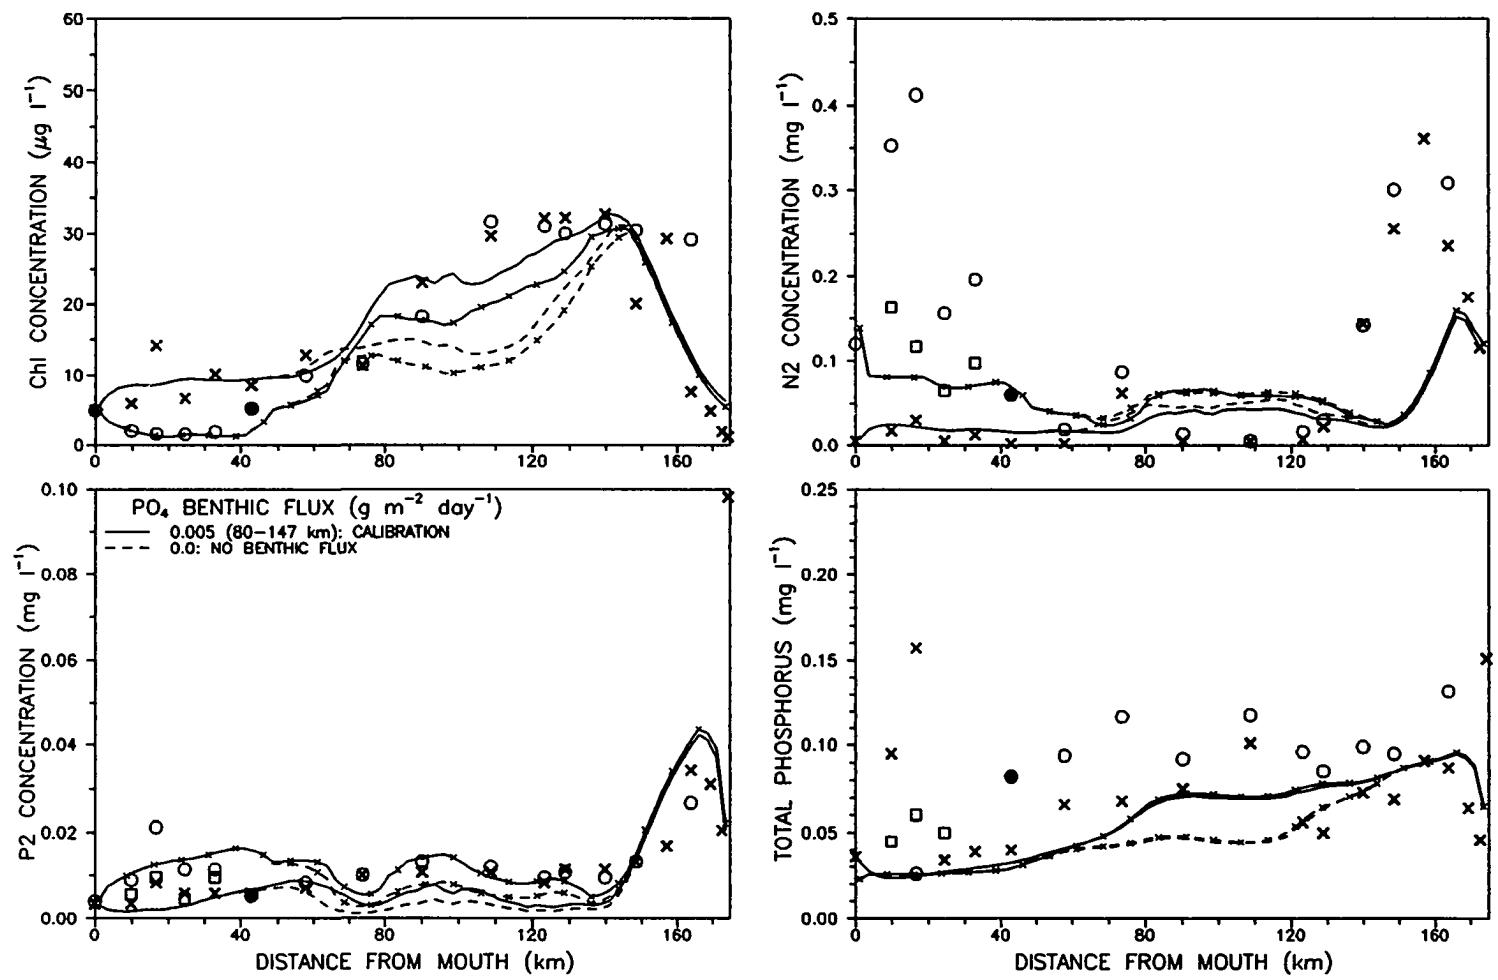 60
50
40
30
20
10
0
Chl CONCENTRATION (μg l⁻¹)
0 40 80 120 160
0.5
0.4
0.3
0.2
0.1
0.0
N2 CONCENTRATION (mg l⁻¹)
0 40 80 120 160
0.10
0.08
0.06
0.04
0.02
0.00
P2 CONCENTRATION (mg l⁻¹)
PO₄ BENTHIC FLUX (g m⁻² day⁻¹)
0.005 (80-147 km): CALIBRATION
0.0: NO BENTHIC FLUX
0 40 80 120 160
DISTANCE FROM MOUTH (km)
0.25
0.20
0.15
0.10
0.05
0.00
TOTAL PHOSPHORUS (mg l⁻¹)
0 40 80 120 160
DISTANCE FROM MOUTH (km)